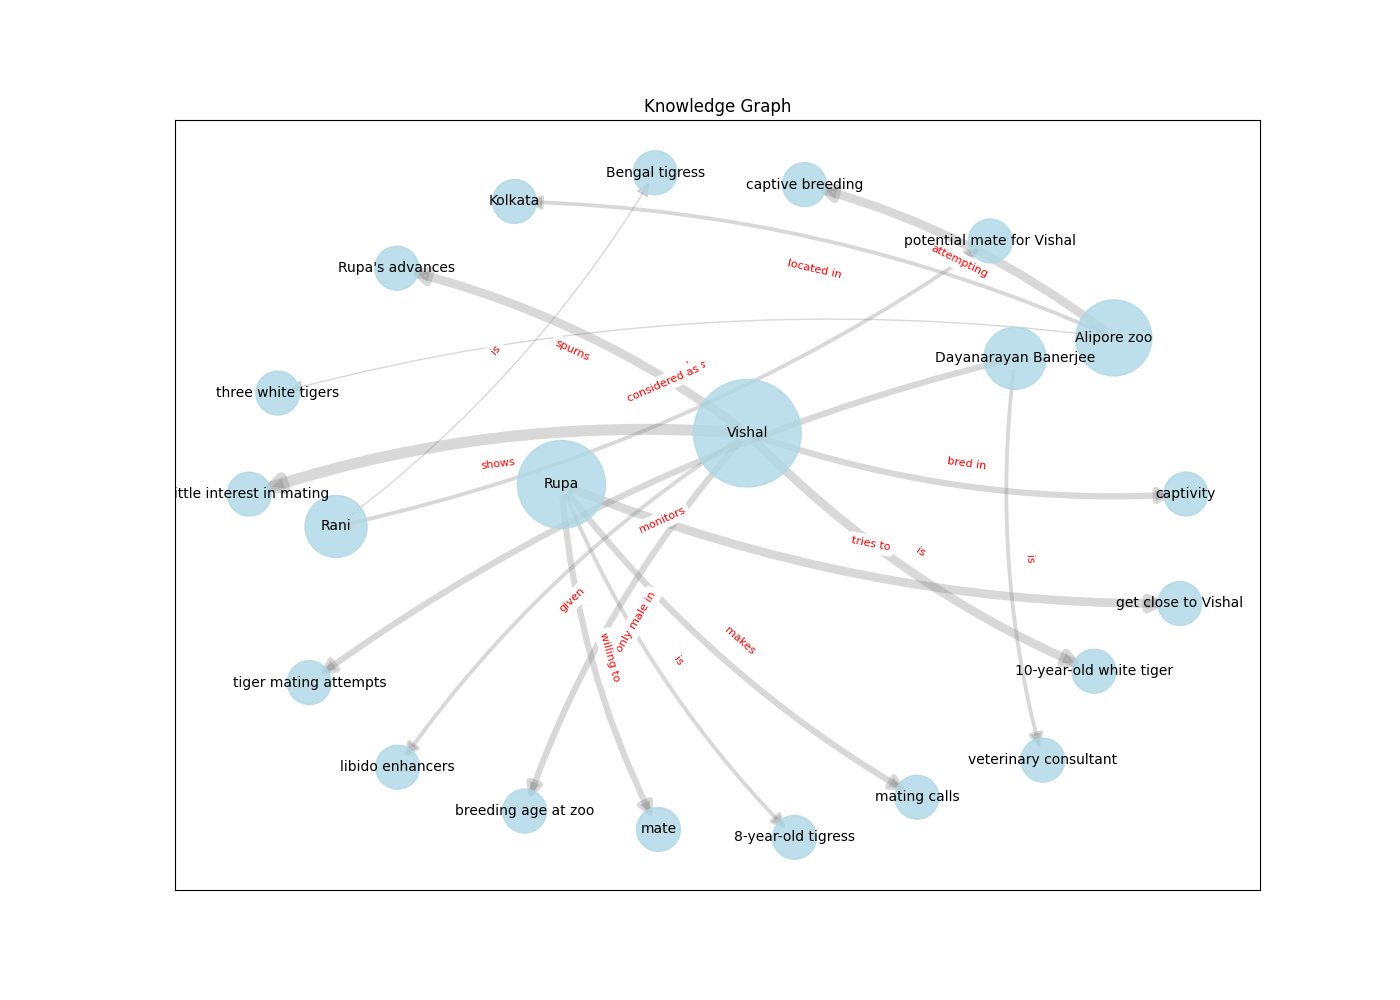 Knowledge Graph
Bengal tigress
captive breeding
Kolkata
potential mate for Vishal
attempting
located in
Rupa's advances
Alipore zoo
is
spurns
Dayanarayan Banerjee
considered as
three white tigers
Vishal
shows
bred in
Rupa
ittle interest in mating
captivity
Rani
monitors
tries to
is
is
given
only male in
get close to Vishal
willing to
makes
is
10-year-old white tiger
tiger mating attempts
libido enhancers
veterinary consultant
breeding age at zoo
mating calls
mate
8-year-old tigress